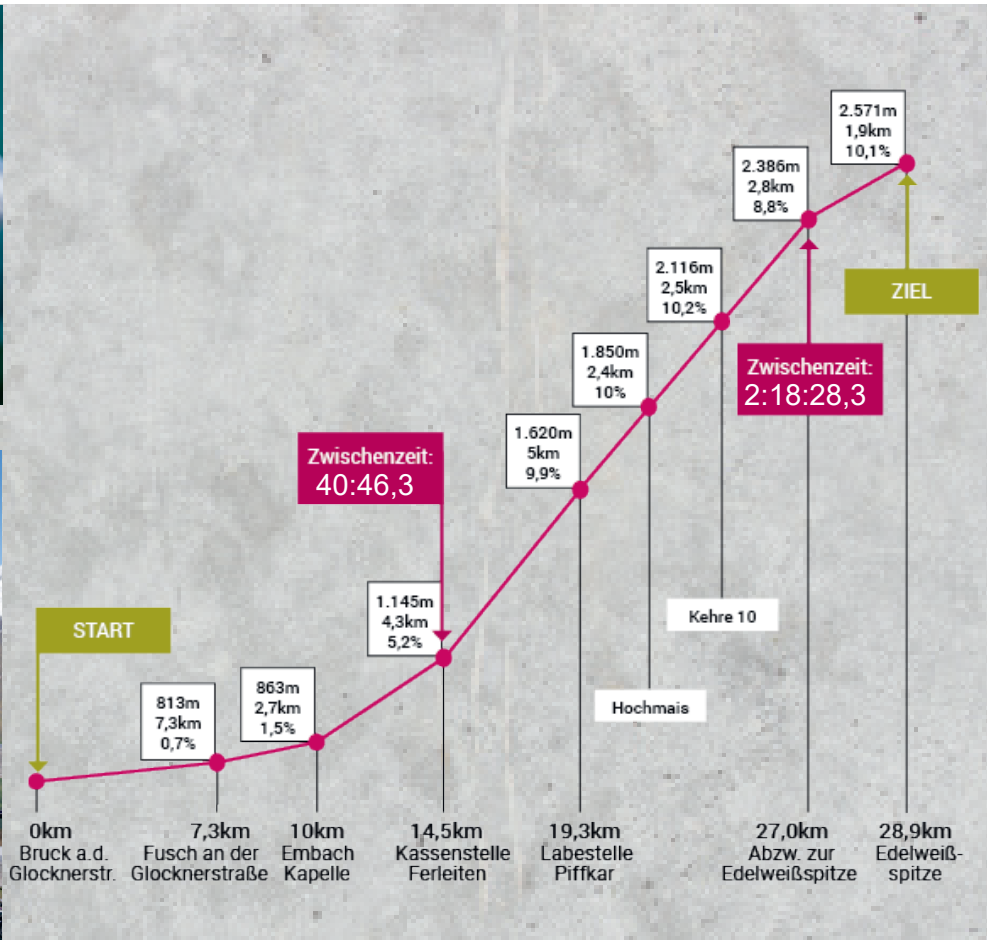 2.571m
1,9km
10,1%
2.386m
2,8km
8,8%
ZIEL
2.116m
2,5km
10,2%
Zwischenzeit:
2:18:28,3
1.850m
2,4km
10%
1.620m
5km
9,9%
Zwischenzeit:
40:46,3
1.145m
4,3km
5,2%
START
Kehre 10
813m
7,3km
0,7%
863m
2,7km
1,5%
Hochmais
0km
Bruck a.d.
Glocknerstr.
7,3km
Fusch an der
Glocknerstraße
10km
Embach
Kapelle
14,5km
Kassenstelle
Ferleiten
19,3km
Labestelle
Piffkar
27,0km
Abzw. zur
Edelweißspitze
28,9km
Edelweiß-
spitze